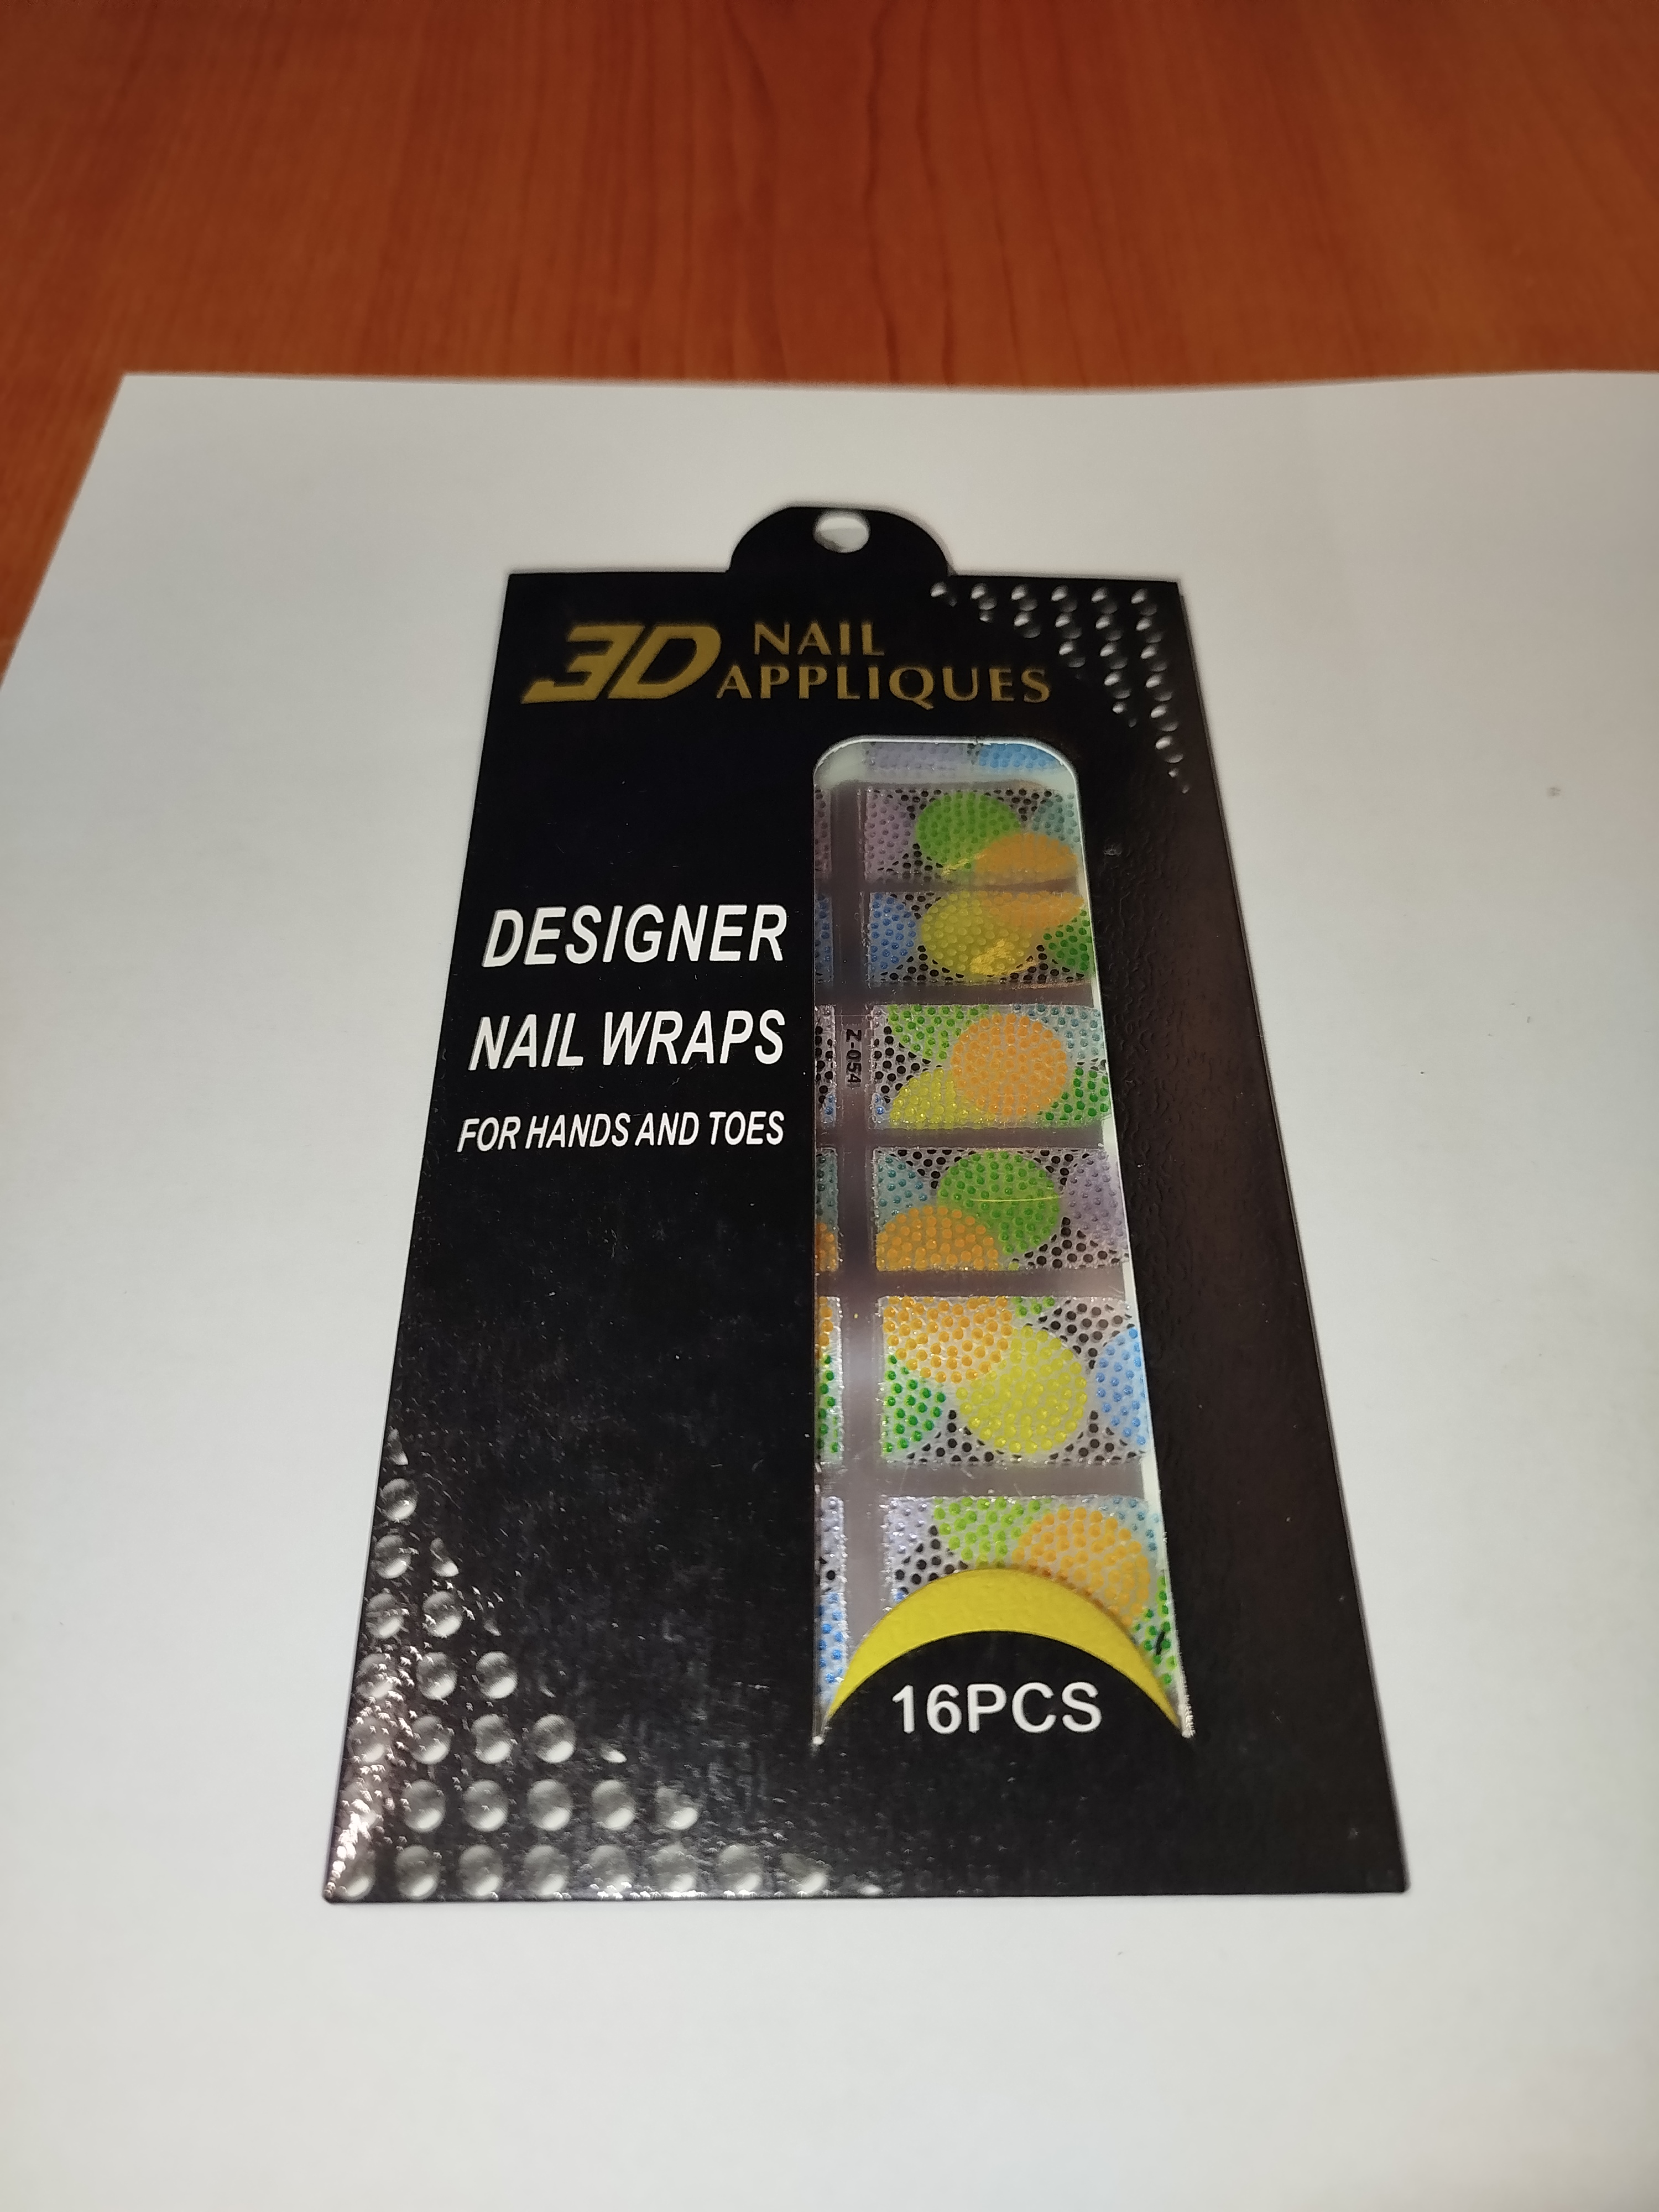 3D NAIL
APPLIQUES
DESIGNER
NAIL WRAPS
FOR HANDS AND TOES
Z-054
16PCS